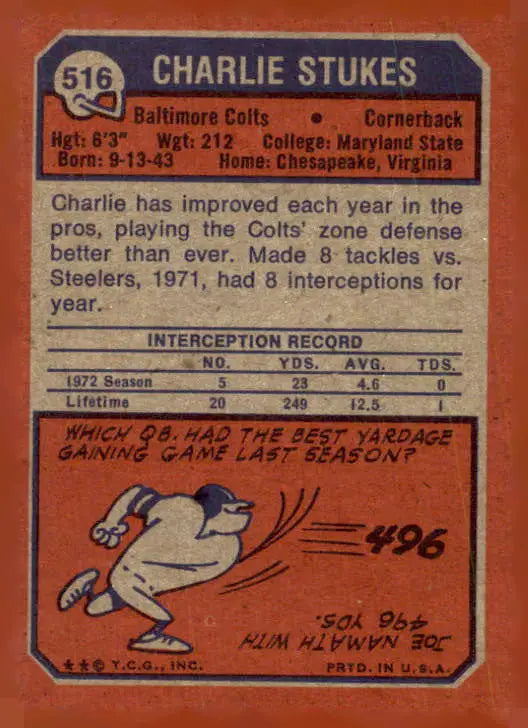 516 CHARLIE STUKES
Baltimore Colts • Cornerback
Hgt: 6'3" Wgt: 212 College: Maryland State
Born: 9-13-43 Home: Chesapeake, Virginia
Charlie has improved each year in the
pros, playing the Colts' zone defense
better than ever. Made 8 tackles vs.
Steelers, 1971, had 8 interceptions for
year.
INTERCEPTION RECORD
NO. YDS. AVG. TDS.
1972 Season 5 23 4.6 0
Lifetime 20 249 12.5 1
WHICH QB. HAD THE BEST YARDAGE
GAINING GAME LAST SEASON?
496
JOE NAMATH WITH
496 YDS.
★★© T.C.G., INC. PRTD. IN U.S.A.